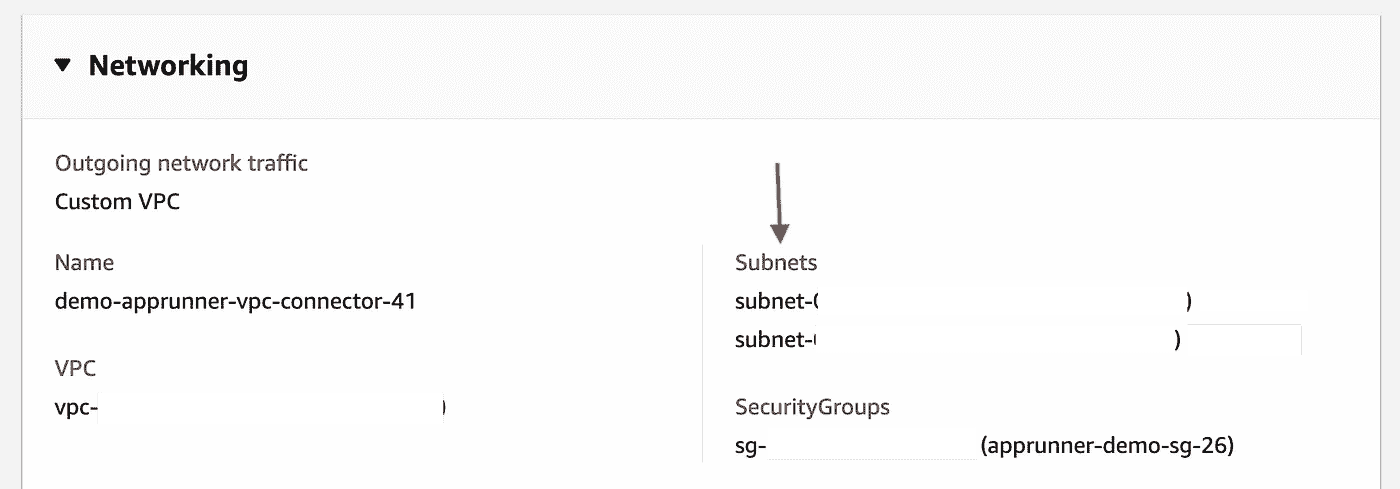 Networking
Outgoing network traffic
Custom VPC
Name
demo-apprunner-vpc-connector-41
VPC
vpc- )
Subnets
subnet-0 )
subnet- )
SecurityGroups
sg- (apprunner-demo-sg-26)